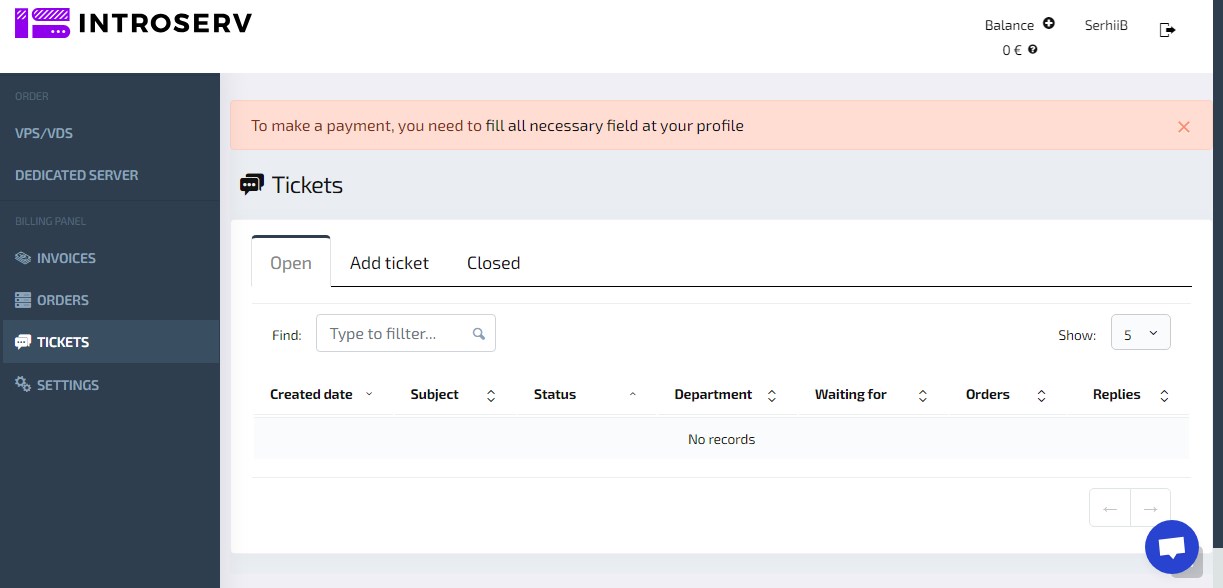 INTROSERV
Balance
SerhiiB
0 €
ORDER
VPS/VDS
DEDICATED SERVER
BILLING PANEL
INVOICES
ORDERS
TICKETS
SETTINGS
To make a payment, you need to fill all necessary field at your profile
Tickets
Open Add ticket Closed
Find: Type to fillter... Show: 5
Created date Subject Status Department Waiting for Orders Replies
No records
← →